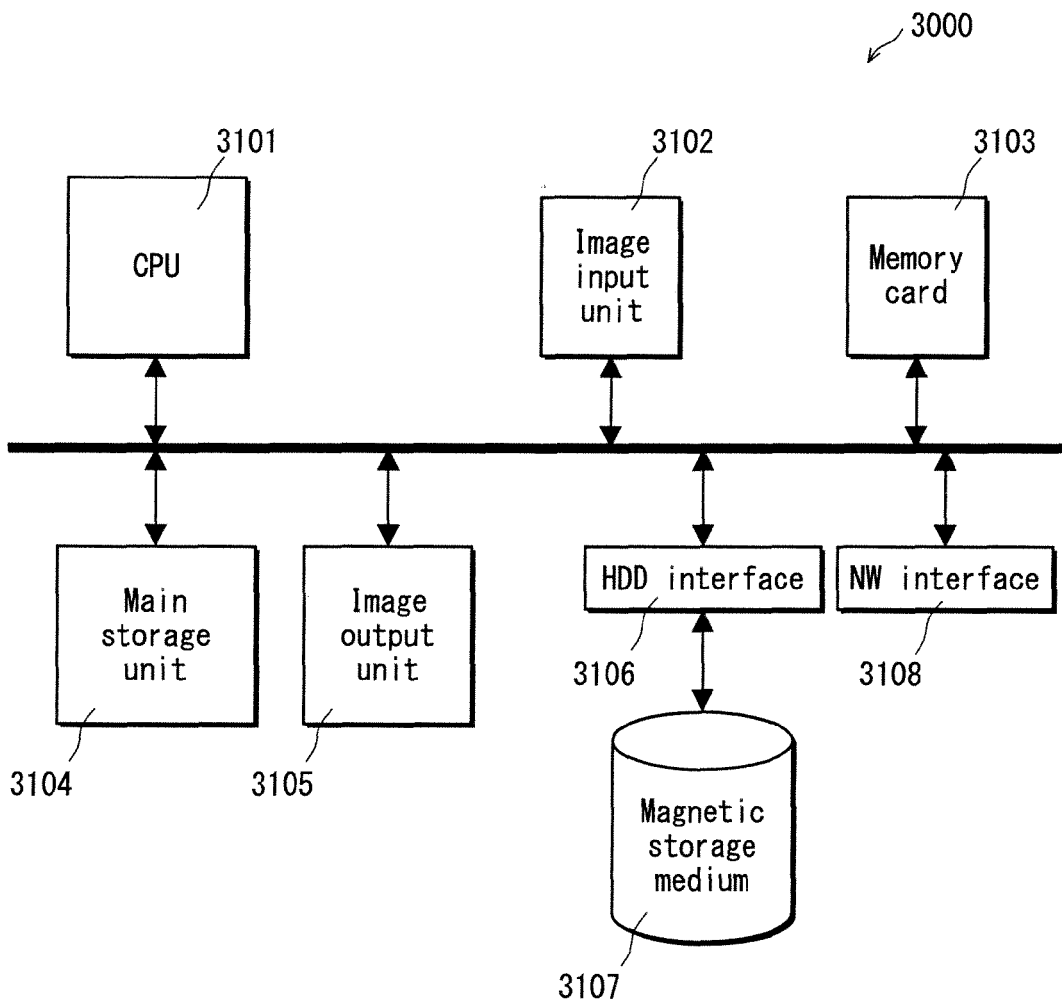 3000
3101
3102
3103
CPU
Image
input
unit
Memory
card
Main
storage
unit
Image
output
unit
HDD interface
NW interface
3104
3105
3106
3108
Magnetic
storage
medium
3107